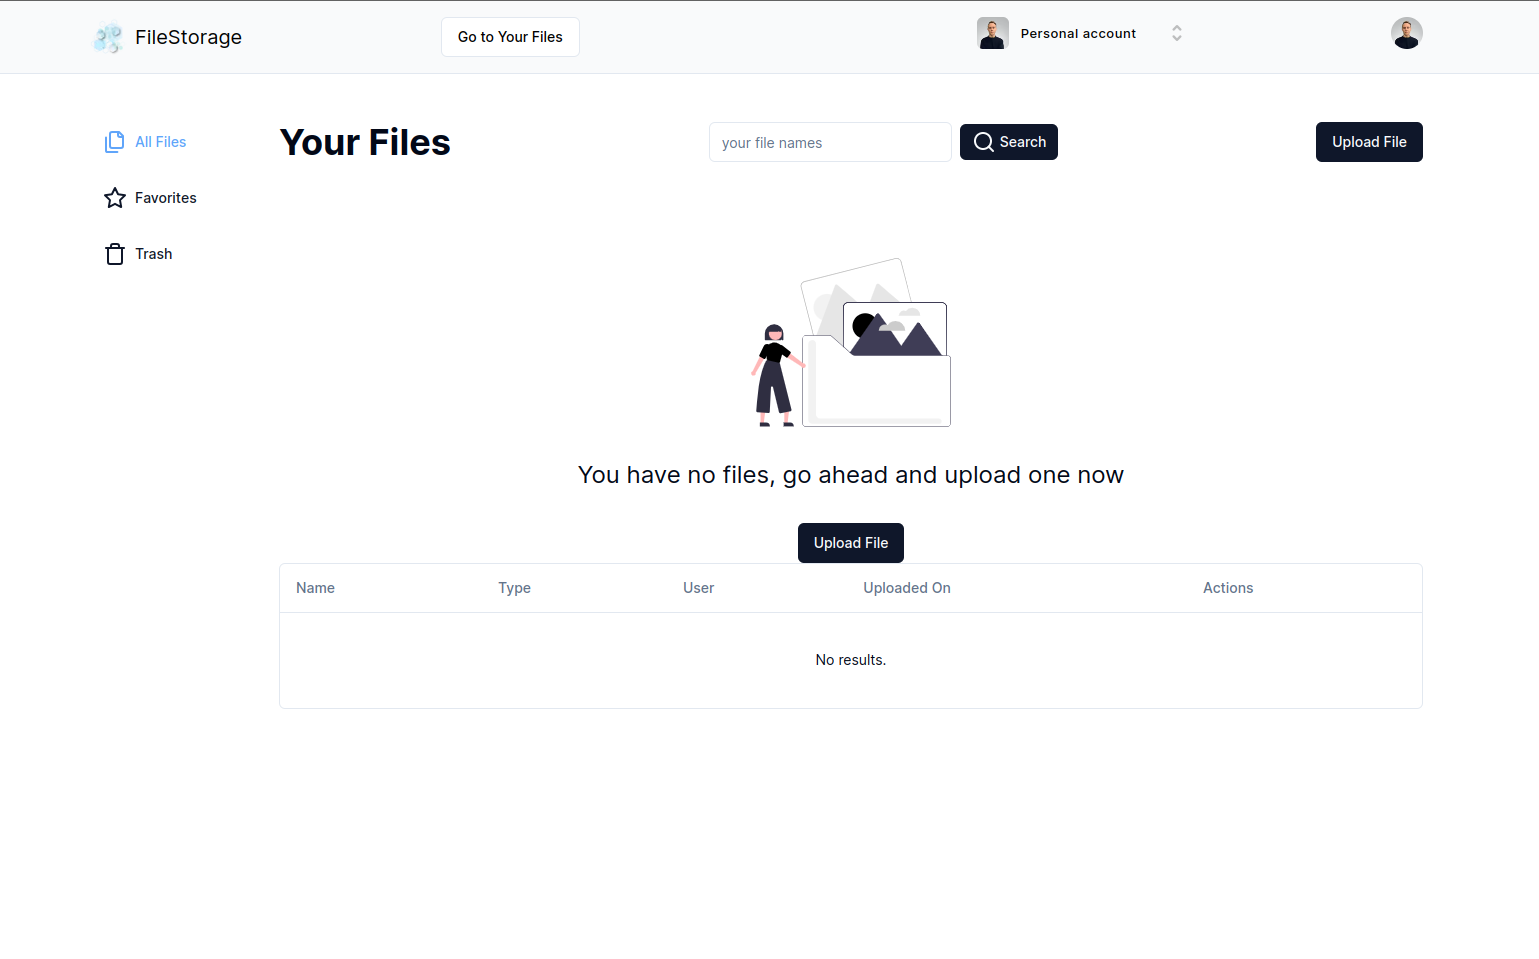 FileStorage
Go to Your Files
Personal account
All Files
Favorites
Trash
Your Files
your file names
Search
Upload File
You have no files, go ahead and upload one now
Upload File
Name Type User Uploaded On Actions
No results.